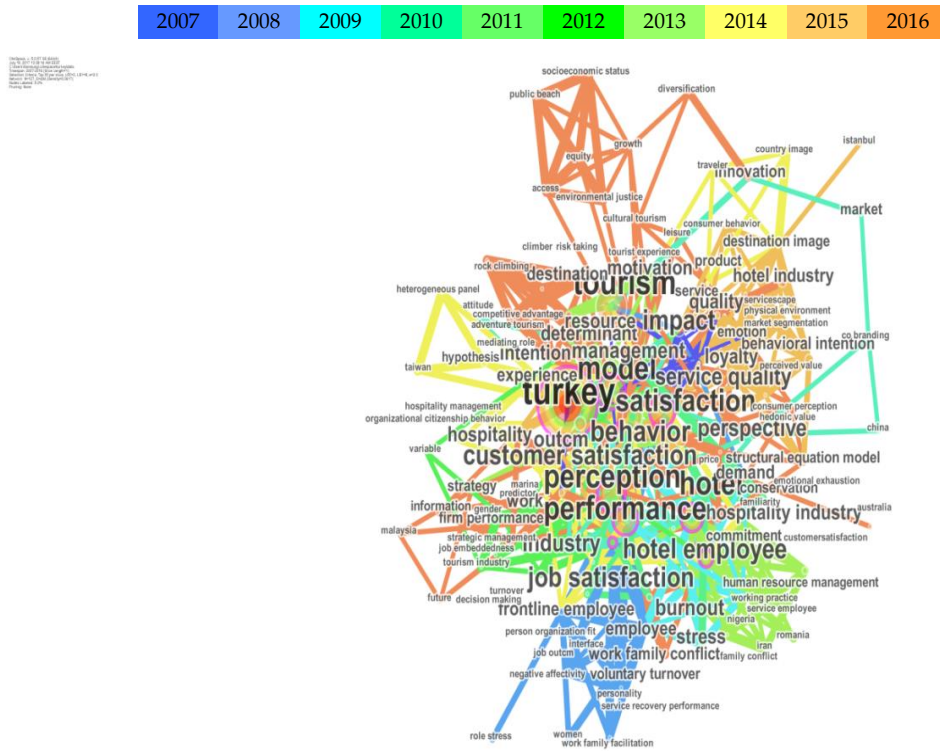 2007 2008 2009 2010 2011 2012 2013 2014 2015 2016
socioeconomic status
public beach
diversification
istanbul
growth
country image
equity
traveler
innovation
access
environmental justice
market
cultural tourism
consumer behavior
leisure
destination image
climber risk taking
tourist experience
product
rock climbing
destination
motivation
hotel industry
tourism
service
heterogeneous panel
quality
servicescape
attitude
physical environment
competitive advantage
resource
impact
adventure tourism
market segmentation
determinant
emotion
co branding
mediating role
behavioral intention
hypothesis
intention
management
loyalty
taiwan
perceived value
experience
model
service quality
turkey
satisfaction
hospitality management
consumer perception
organizational citizenship behavior
hedonic value
china
hospitality
outcm
behavior
perspective
variable
customer satisfaction
price
structural equation model
demand
perception
hotel
emotional exhaustion
strategy
marina
conservation
predictor
work
familiarity
information
gender
performance
hospitality industry
australia
firm performance
malaysia
strategic management
commitment
customersatisfaction
job embeddedness
industry
hotel employee
tourism industry
job satisfaction
human resource management
turnover
future
decision making
working practice
frontline employee
burnout
service employee
nigeria
person organization fit
employee
stress
romania
interface
iran
job outcm
work family conflict
family conflict
negative affectivity
voluntary turnover
personality
service recovery performance
role stress
women
work family facilitation